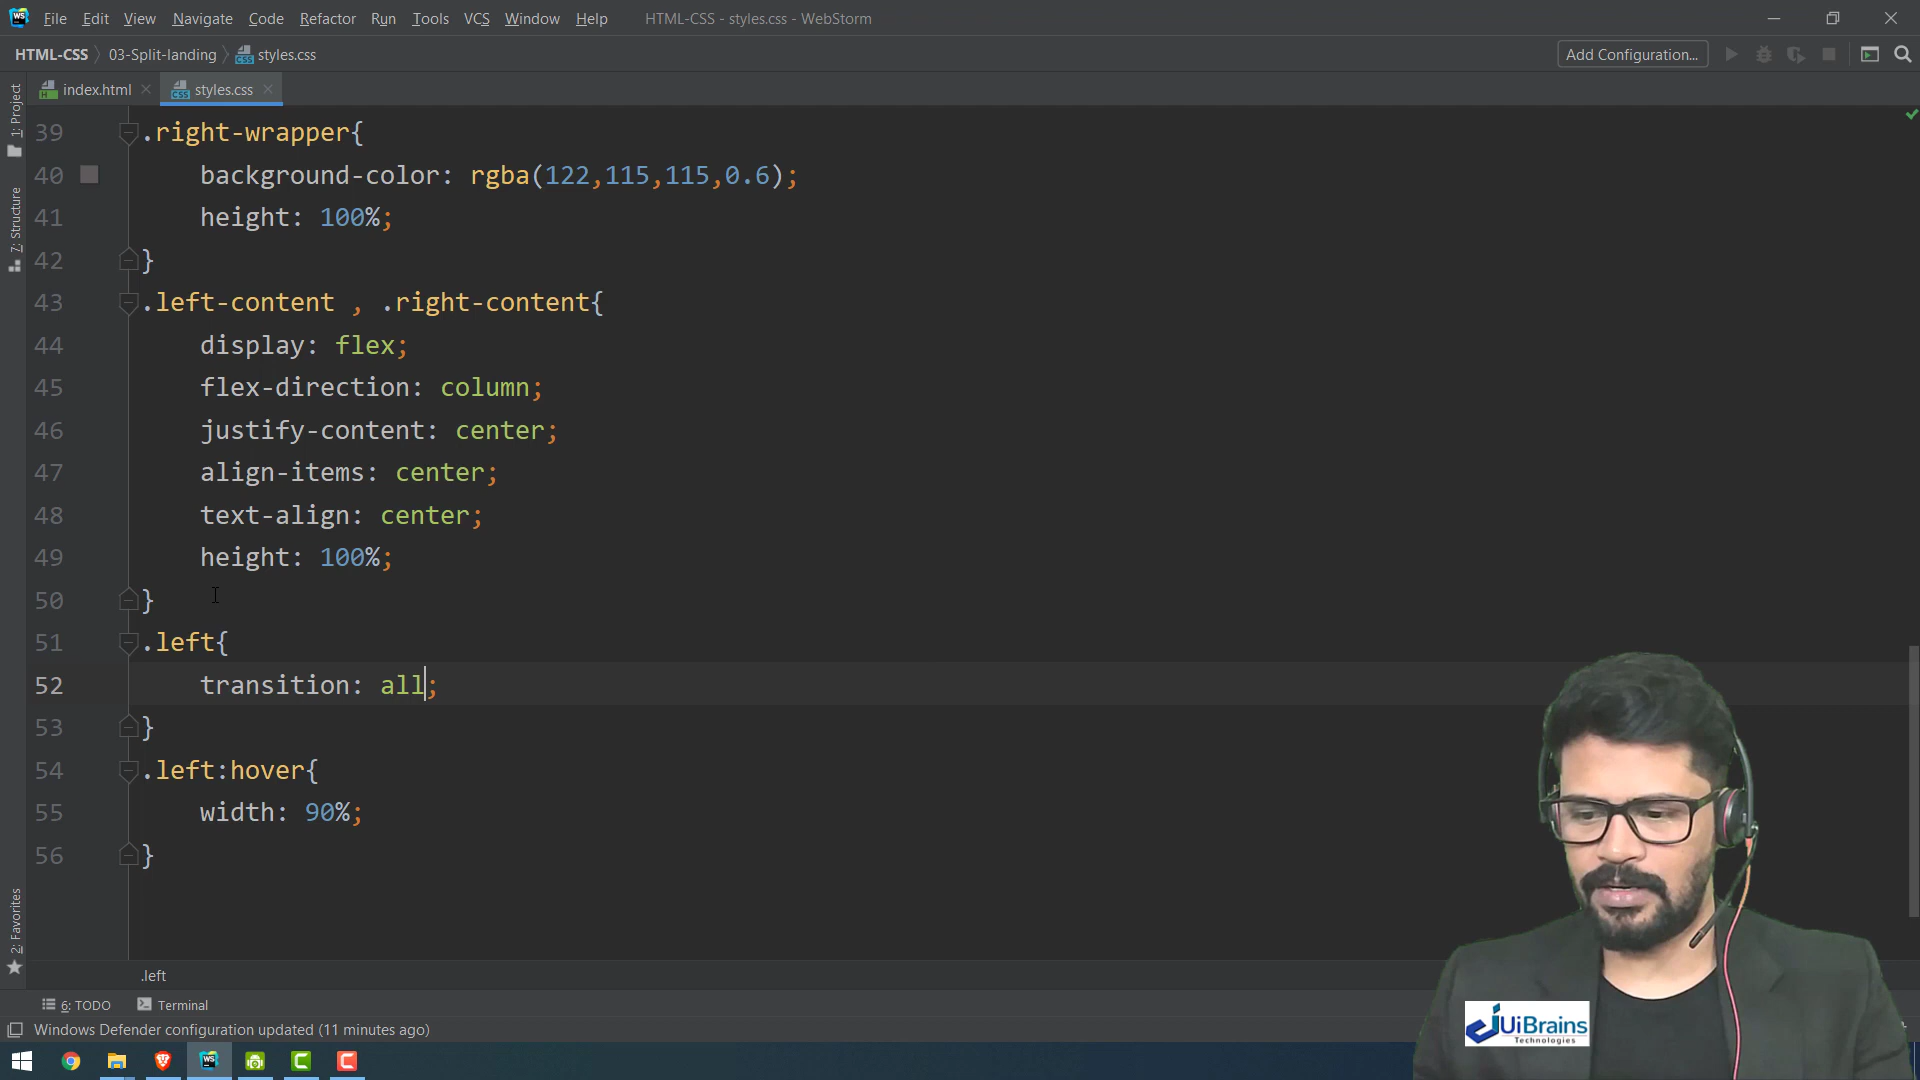 WS File Edit View Navigate Code Refactor Run Tools VCS Window Help HTML-CSS - styles.css - WebStorm
HTML-CSS 03-Split-landing CSS styles.css Add Configuration...
H index.html CSS styles.css
39 .right-wrapper{
40 background-color: rgba(122,115,115,0.6);
41 height: 100%;
42 }
43 .left-content , .right-content{
44 display: flex;
45 flex-direction: column;
46 justify-content: center;
47 align-items: center;
48 text-align: center;
49 height: 100%;
50 }
51 .left{
52 transition: all;
53 }
54 .left:hover{
55 width: 90%;
56 }
1: Project
7: Structure
2: Favorites
.left
6: TODO Terminal
Windows Defender configuration updated (11 minutes ago)
WS
UiBrains
Technologies